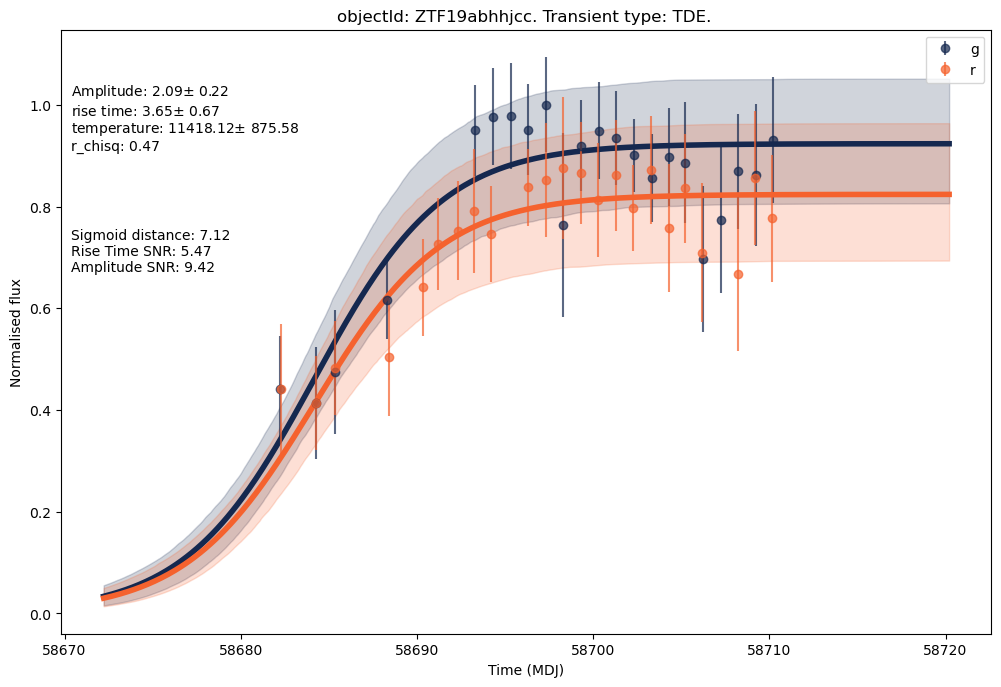 objectId: ZTF19abhhjcc. Transient type: TDE.
g
r
Amplitude: 2.09± 0.22
rise time: 3.65± 0.67
temperature: 11418.12± 875.58
r_chisq: 0.47
Sigmoid distance: 7.12
Rise Time SNR: 5.47
Amplitude SNR: 9.42
Normalised flux
1.0
0.8
0.6
0.4
0.2
0.0
58670
58680
58690
58700
58710
58720
Time (MDJ)